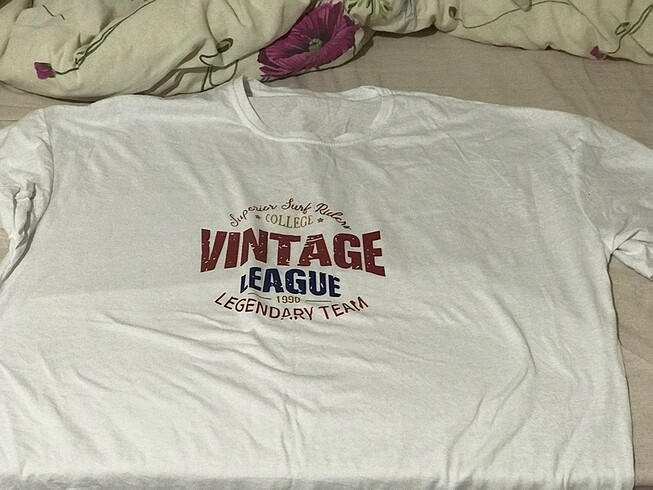 Superior Surf Riders
★ COLLEGE ★
VINTAGE
LEAGUE
1990
LEGENDARY TEAM